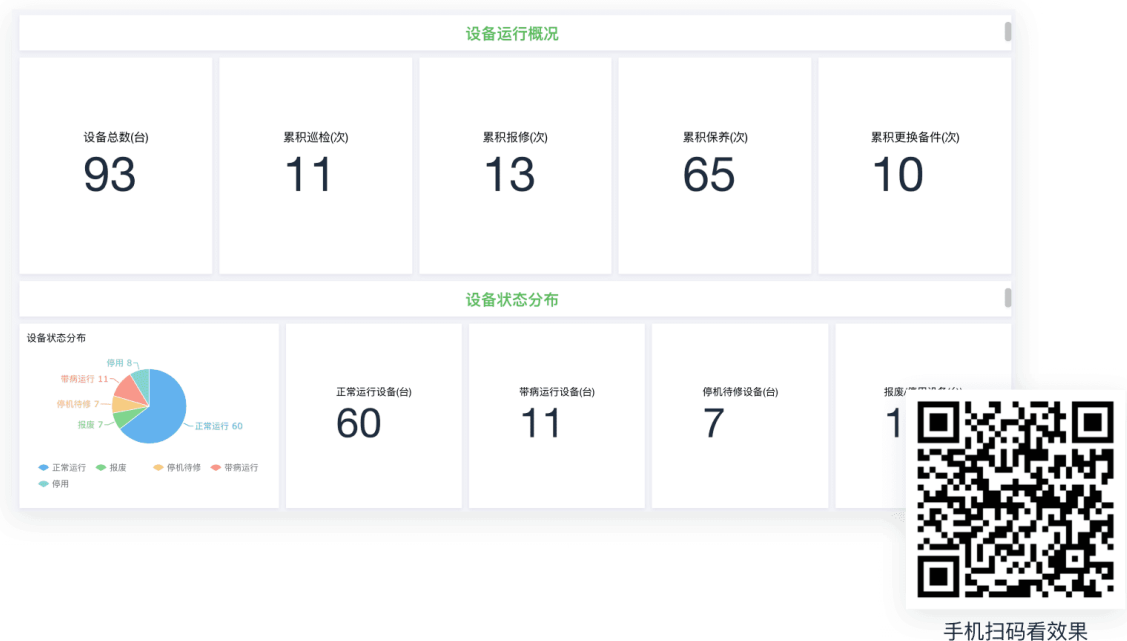 设备运行概况
设备总数(台)
93
累积巡检(次)
11
累积报修(次)
13
累积保养(次)
65
累积更换备件(次)
10
设备状态分布
设备状态分布
停用 8
带病运行 11
停机待修 7
报废 7
正常运行 60
正常运行 报废 停机待修 带病运行
停用
正常运行设备(台)
60
带病运行设备(台)
11
停机待修设备(台)
7
报废/
1
手机扫码看效果